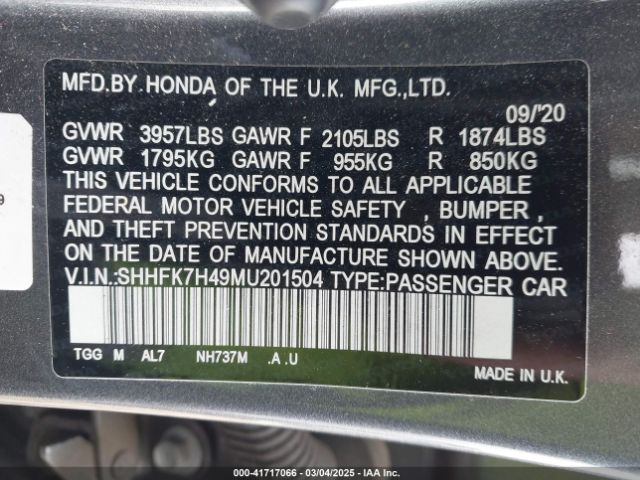 MFD.BY HONDA OF THE U.K. MFG.,LTD.
09/'20
GVWR 3957LBS GAWR F 2105LBS R 1874LBS
GVWR 1795KG GAWR F 955KG R 850KG
THIS VEHICLE CONFORMS TO ALL APPLICABLE
FEDERAL MOTOR VEHICLE SAFETY , BUMPER ,
AND THEFT PREVENTION STANDARDS IN EFFECT
ON THE DATE OF MANUFACTURE SHOWN ABOVE.
V.I.N.:SHHFK7H49MU201504 TYPE:PASSENGER CAR
TGG M AL7 NH737M .A .U
MADE IN U.K.
9
000-41717066 — 03/04/2025 — IAA Inc.